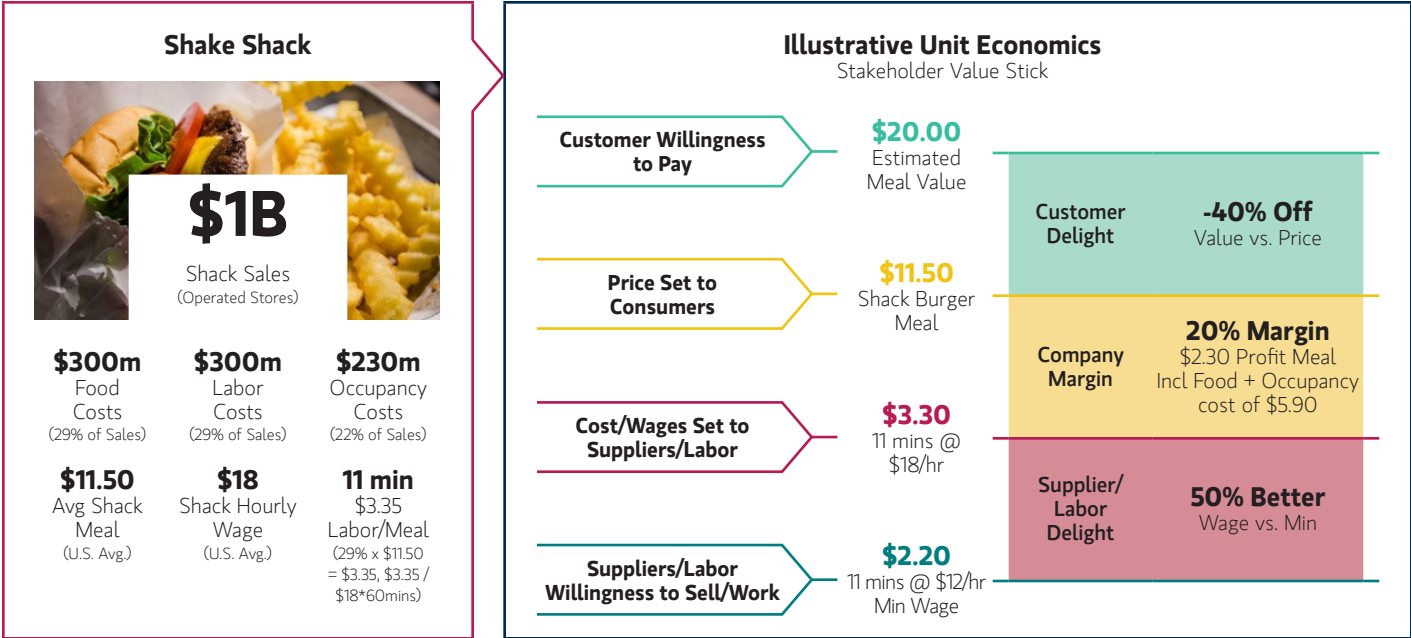 Shake Shack
$1B
Shack Sales
(Operated Stores)
$300m
Food
Costs
(29% of Sales)
$300m
Labor
Costs
(29% of Sales)
$230m
Occupancy
Costs
(22% of Sales)
$11.50
Avg Shack
Meal
(U.S. Avg.)
$18
Shack Hourly
Wage
(U.S. Avg.)
11 min
$3.35
Labor/Meal
(29% x $11.50
= $3.35, $3.35 /
$18*60mins)
Illustrative Unit Economics
Stakeholder Value Stick
Customer Willingness
to Pay
$20.00
Estimated
Meal Value
Customer
Delight
-40% Off
Value vs. Price
Price Set to
Consumers
$11.50
Shack Burger
Meal
Company
Margin
20% Margin
$2.30 Profit Meal
Incl Food + Occupancy
cost of $5.90
Cost/Wages Set to
Suppliers/Labor
$3.30
11 mins @
$18/hr
Supplier/
Labor
Delight
50% Better
Wage vs. Min
Suppliers/Labor
Willingness to Sell/Work
$2.20
11 mins @ $12/hr
Min Wage